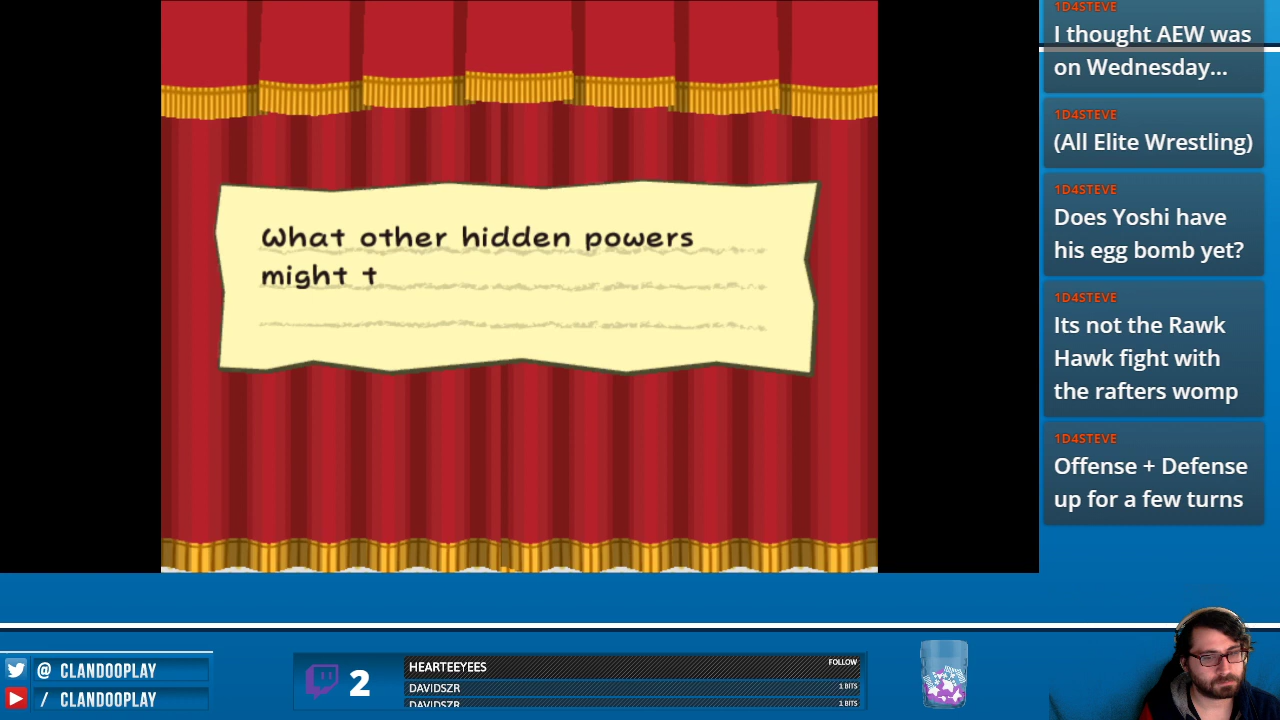 What other hidden powers
might t
1D4STEVE
I thought AEW was
on Wednesday...
1D4STEVE
(All Elite Wrestling)
1D4STEVE
Does Yoshi have
his egg bomb yet?
1D4STEVE
Its not the Rawk
Hawk fight with
the rafters womp
1D4STEVE
Offense + Defense
up for a few turns
@ CLANDOOPLAY
/ CLANDOOPLAY
2
HEARTEEYEES FOLLOW
DAVIDSZR 1 BITS
DAVIDSZR 1 BITS